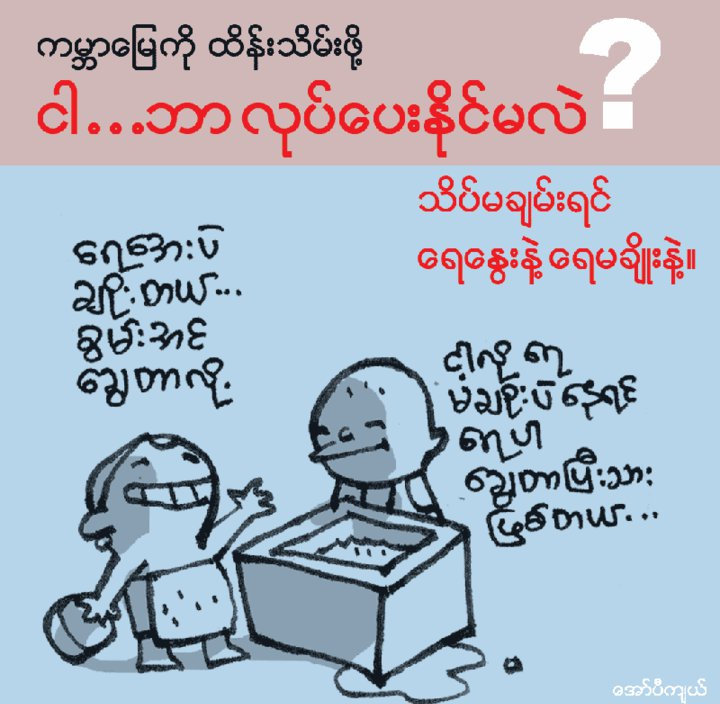 ကမ္ဘာမြေကို ထိန်းသိမ်းဖို့
ငါ...ဘာ လုပ်ပေးနိုင်မလဲ ?
သိပ်မချမ်းရင်
ရေနွေးနဲ့ ရေမချိုးနဲ့။
ရေအေးပဲ
ချိုးတယ်...
စွမ်းအင်
ချွေတာလို့
ငါ့လို ရေ
မချိုးပဲ နေရင်
ရေပါ
ချွေတာပြီးသား
ဖြစ်တယ်...
အော်ပီကျယ်